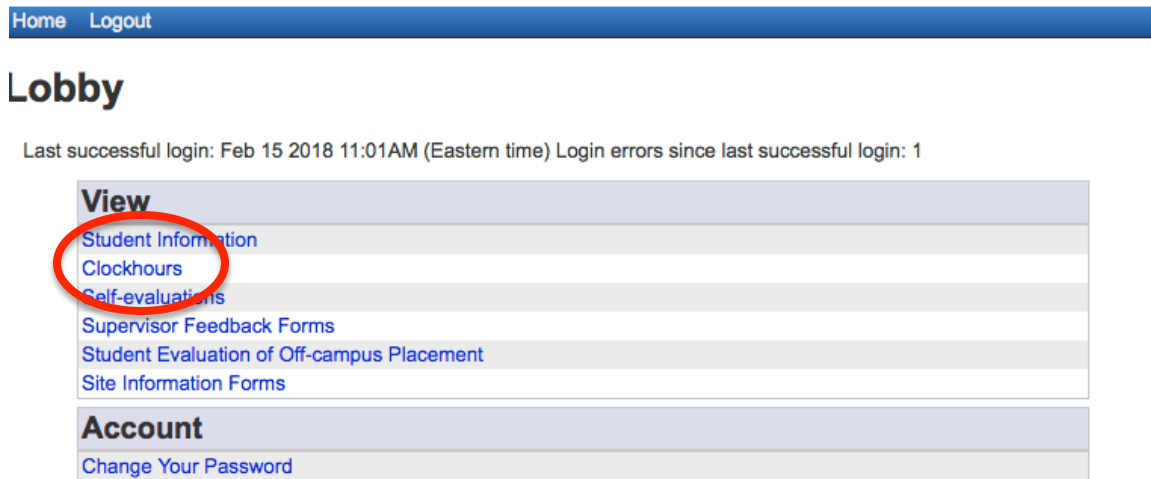 Home Logout
Lobby
Last successful login: Feb 15 2018 11:01AM (Eastern time) Login errors since last successful login: 1
View
Student Information
Clockhours
Self-evaluations
Supervisor Feedback Forms
Student Evaluation of Off-campus Placement
Site Information Forms
Account
Change Your Password